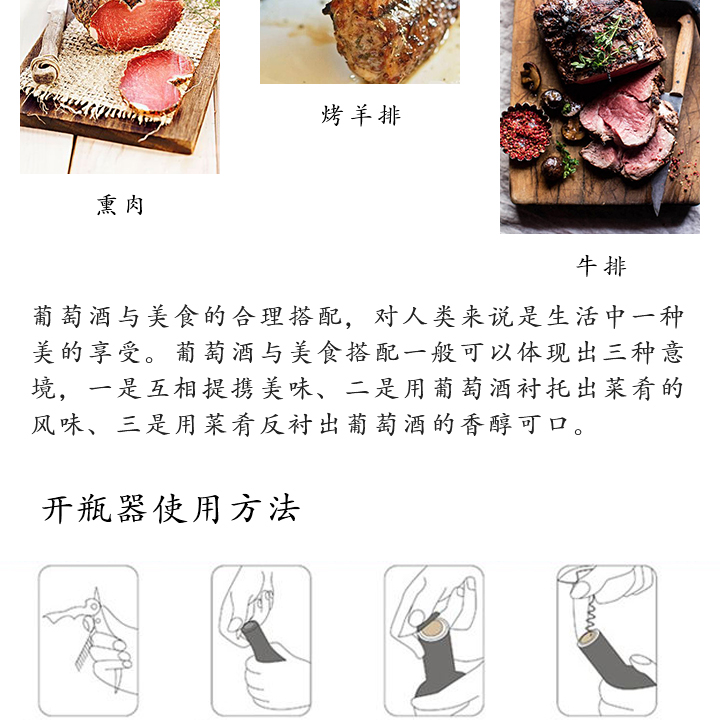 烤羊排
熏肉
牛排
葡萄酒与美食的合理搭配，对人类来说是生活中一种
美的享受。葡萄酒与美食搭配一般可以体现出三种意
境，一是互相提携美味、二是用葡萄酒衬托出菜肴的
风味、三是用菜肴反衬出葡萄酒的香醇可口。
开瓶器使用方法